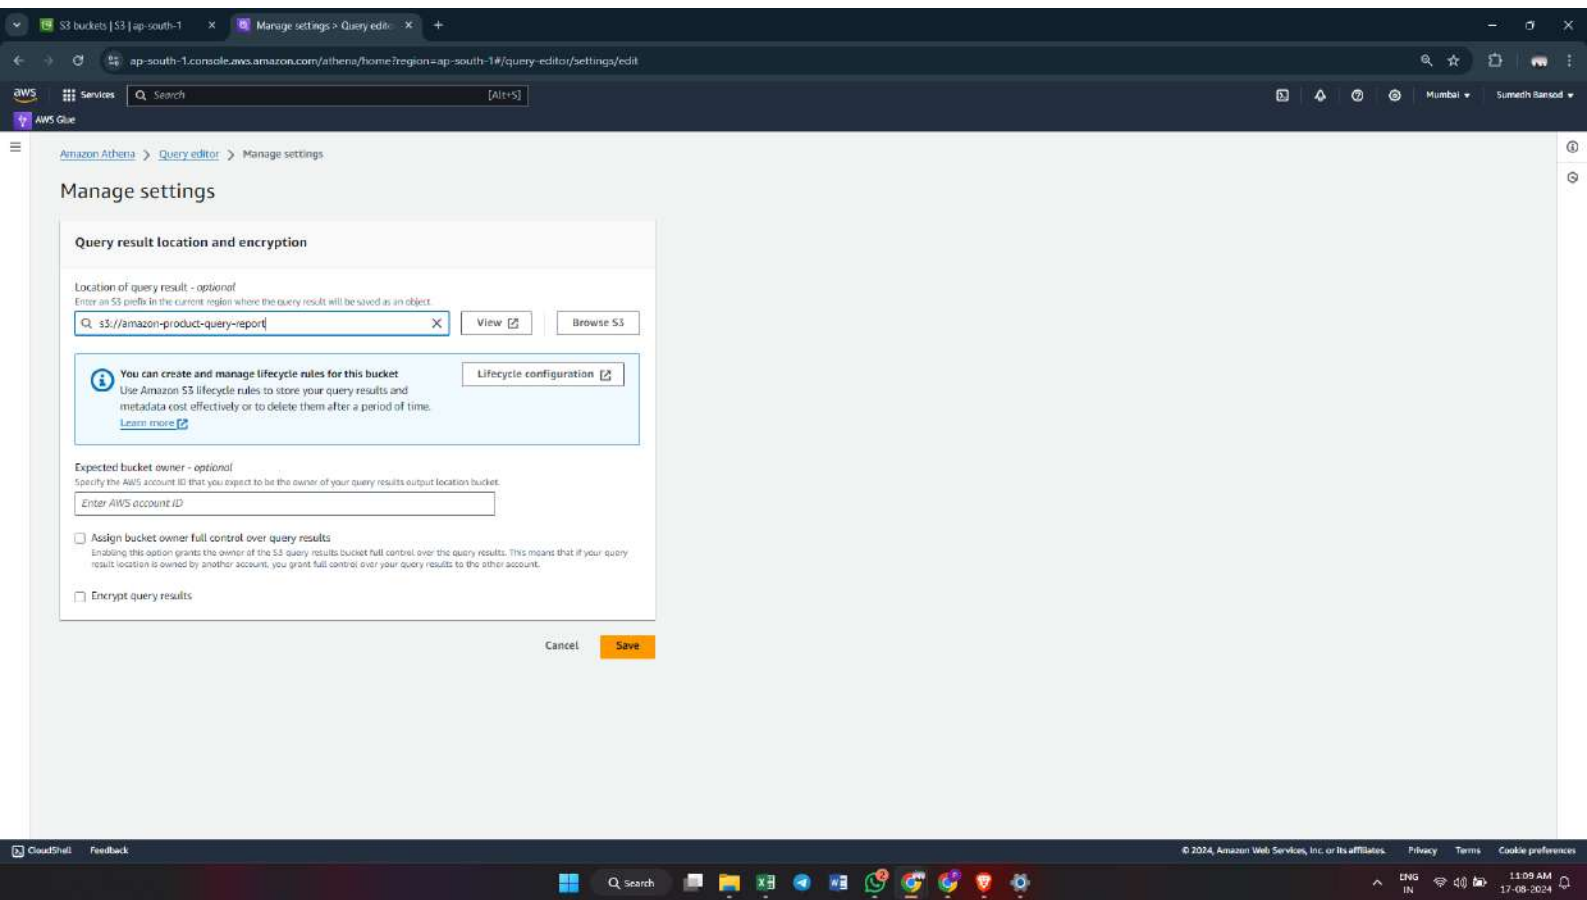 S3 buckets | S3 | ap-south-1
Manage settings > Query edito
ap-south-1.console.aws.amazon.com/athena/home?region=ap-south-1#/query-editor/settings/edit
aws
Services
Search
[Alt+S]
Mumbai
Sumedh Bansod
AWS Glue
Amazon Athena > Query editor > Manage settings
Manage settings
Query result location and encryption
Location of query result - optional
Enter an S3 prefix in the current region where the query result will be saved as an object.
s3://amazon-product-query-report
View
Browse S3
You can create and manage lifecycle rules for this bucket
Lifecycle configuration
Use Amazon S3 lifecycle rules to store your query results and
metadata cost effectively or to delete them after a period of time.
Learn more
Expected bucket owner - optional
Specify the AWS account ID that you expect to be the owner of your query results output location bucket.
Enter AWS account ID
Assign bucket owner full control over query results
Enabling this option grants the owner of the S3 query results bucket full control over the query results. This means that if your query
result location is owned by another account, you grant full control over your query results to the other account.
Encrypt query results
Cancel
Save
CloudShell
Feedback
© 2024, Amazon Web Services, Inc. or its affiliates.
Privacy
Terms
Cookie preferences
Search
2
ENG
IN
11:09 AM
17-08-2024